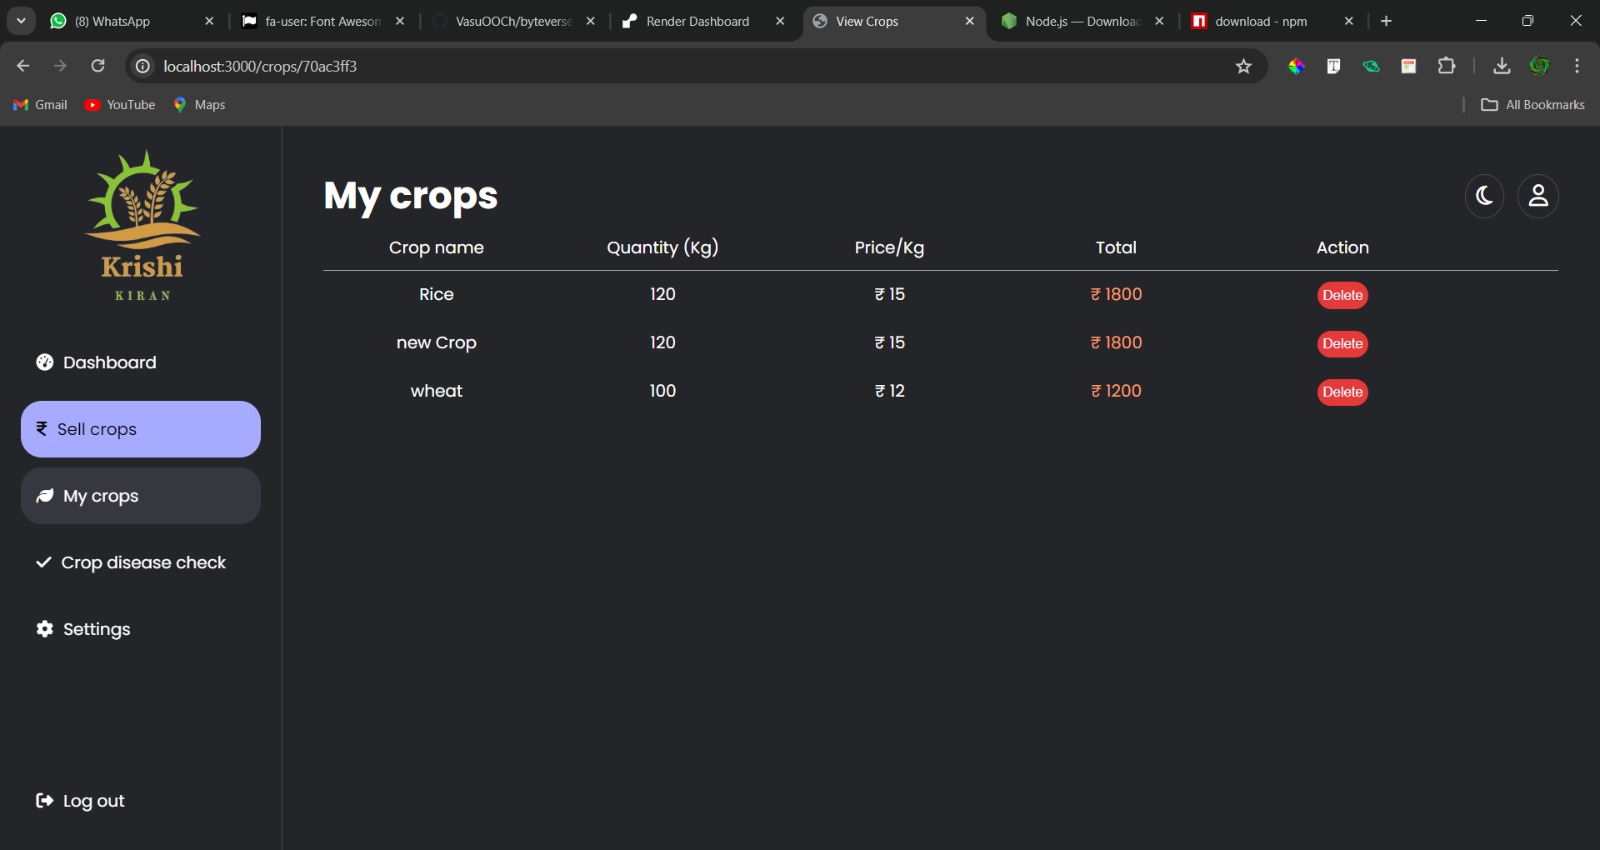 (8) WhatsApp
fa-user: Font Awesom
VasuOOCh/byteverse
Render Dashboard
View Crops
Node.js — Download
download - npm
localhost:3000/crops/70ac3ff3
Gmail YouTube Maps
All Bookmarks
Krishi
KIRAN
Dashboard
₹ Sell crops
My crops
Crop disease check
Settings
Log out
My crops
Crop name Quantity (Kg) Price/Kg Total Action
Rice 120 ₹ 15 ₹ 1800 Delete
new Crop 120 ₹ 15 ₹ 1800 Delete
wheat 100 ₹ 12 ₹ 1200 Delete